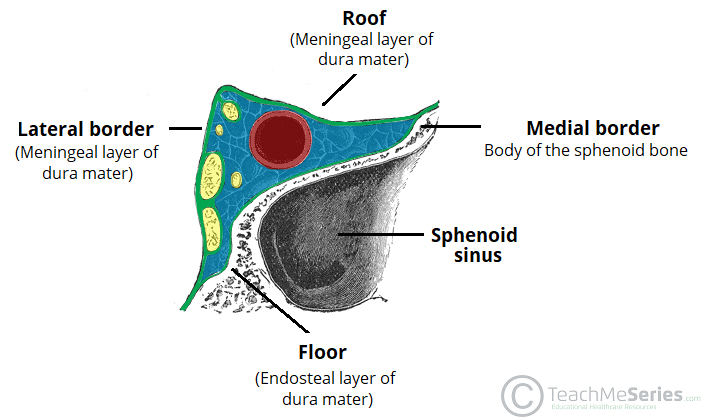 Roof
(Meningeal layer of
dura mater)
Lateral border
(Meningeal layer of
dura mater)
Medial border
Body of the sphenoid bone
Sphenoid
sinus
Floor
(Endosteal layer of
dura mater)
© TeachMeSeries.com
Educational Healthcare Resources